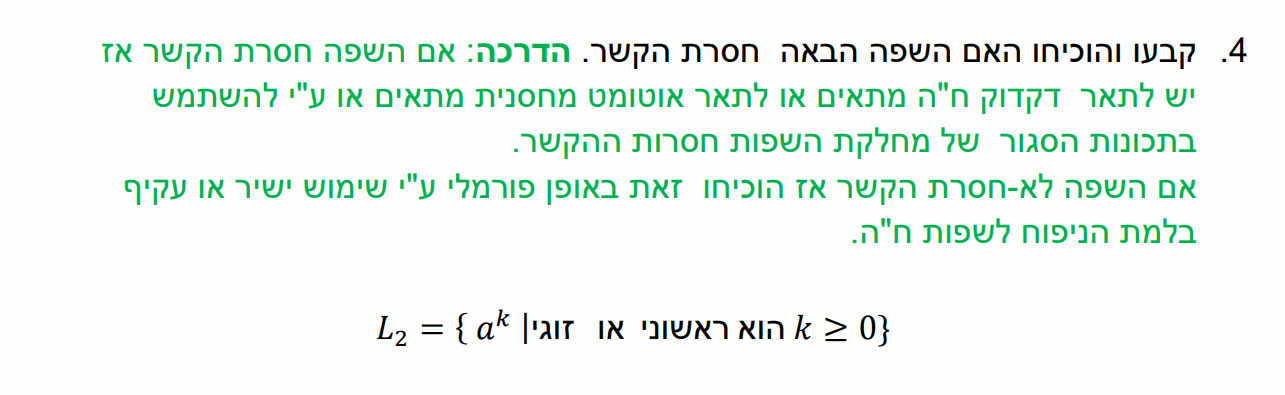 4. קבעו והוכיחו האם השפה הבאה חסרת הקשר. הדרכה: אם השפה חסרת הקשר אז
יש לתאר דקדוק ח"ה מתאים או לתאר אוטומט מחסנית מתאים או ע"י להשתמש
בתכונות הסגור של מחלקת השפות חסרות ההקשר.
אם השפה לא-חסרת הקשר אז הוכיחו זאת באופן פורמלי ע"י שימוש ישיר או עקיף
בלמת הניפוח לשפות ח"ה.
L₂ = { aᵏ | הוא ראשוני או זוגי k ≥ 0}